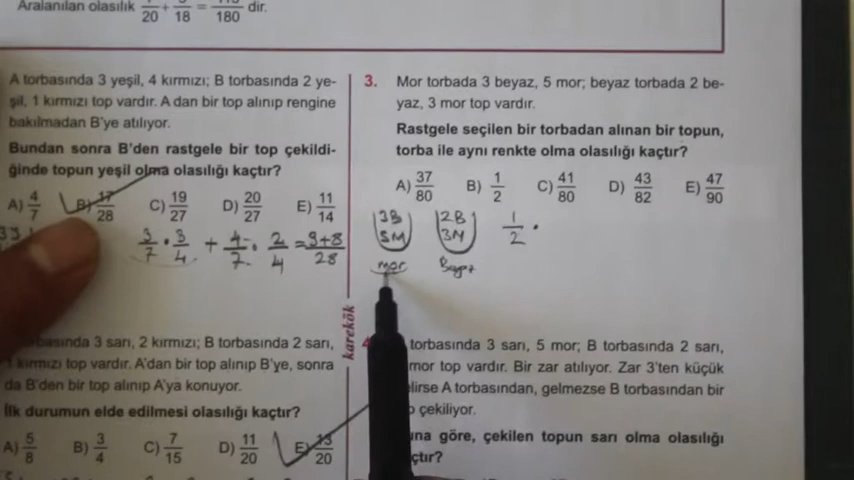 Aranılan olasılık 1/20 + /18 = /180 dir.
A torbasında 3 yeşil, 4 kırmızı; B torbasında 2 ye-
şil, 1 kırmızı top vardır. A dan bir top alınıp rengine
bakılmadan B'ye atılıyor.
Bundan sonra B'den rastgele bir top çekildi-
ğinde topun yeşil olma olasılığı kaçtır?
A) 4/7 B) 17/28 C) 19/27 D) 20/27 E) 11/14
3/7 · 3/4 + 4/7 · 2/4 = 9+8/28
torbasında 3 sarı, 2 kırmızı; B torbasında 2 sarı,
1 kırmızı top vardır. A'dan bir top alınıp B'ye, sonra
da B'den bir top alınıp A'ya konuyor.
İlk durumun elde edilmesi olasılığı kaçtır?
A) 5/8 B) 3/4 C) 7/15 D) 11/20 E) 13/20
karekök
3. Mor torbada 3 beyaz, 5 mor; beyaz torbada 2 be-
yaz, 3 mor top vardır.
Rastgele seçilen bir torbadan alınan bir topun,
torba ile aynı renkte olma olasılığı kaçtır?
A) 37/80 B) 1/2 C) 41/80 D) 43/82 E) 47/90
3B 2B 1/2 ·
5M 3M
mor Beyaz
torbasında 3 sarı, 5 mor; B torbasında 2 sarı,
mor top vardır. Bir zar atılıyor. Zar 3'ten küçük
lirse A torbasından, gelmezse B torbasından bir
çekiliyor.
na göre, çekilen topun sarı olma olasılığı
çtır?